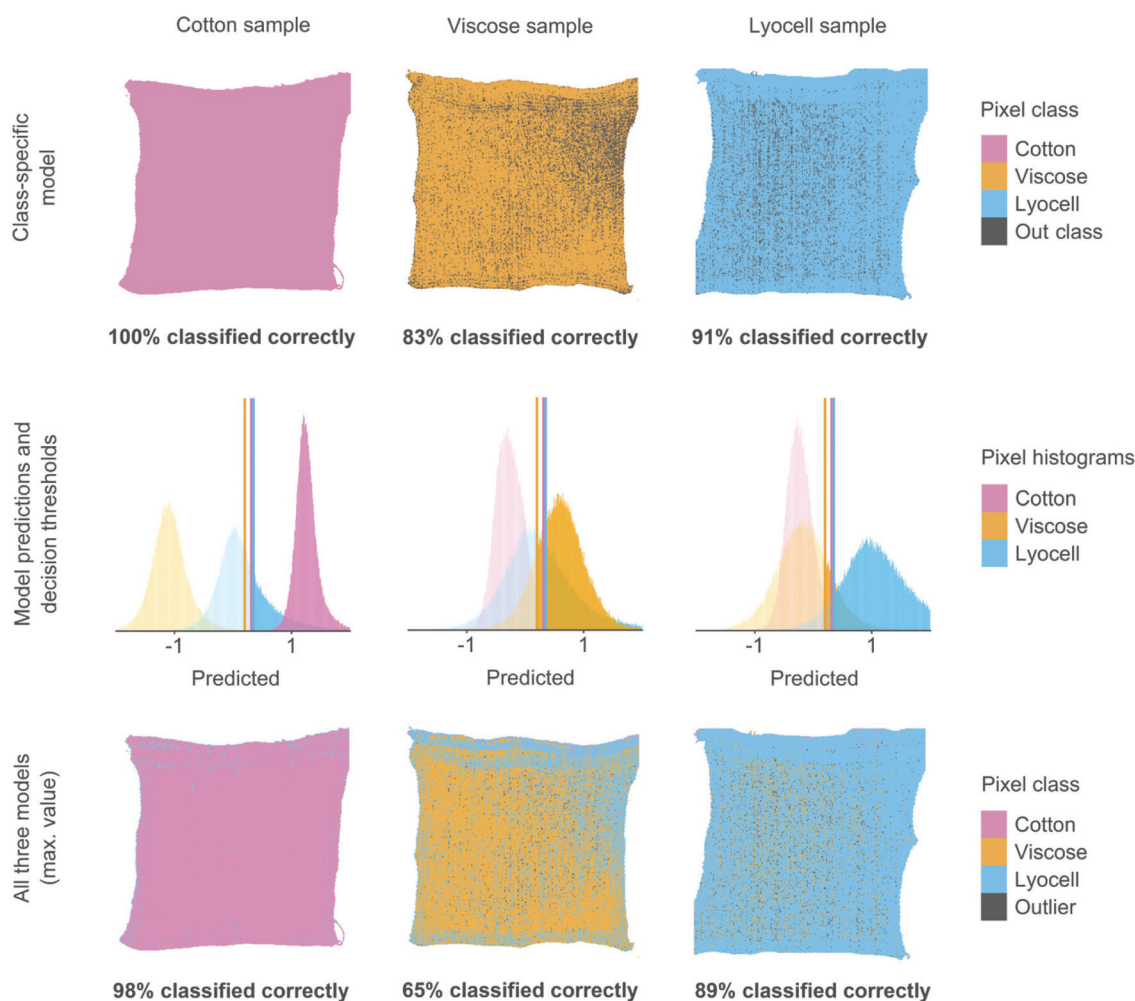 Cotton sample
Viscose sample
Lyocell sample
Class-specific
model
Pixel class
Cotton
Viscose
Lyocell
Out class
100% classified correctly
83% classified correctly
91% classified correctly
Model predictions and
decision thresholds
Pixel histograms
Cotton
Viscose
Lyocell
-1
1
-1
1
-1
1
Predicted
Predicted
Predicted
All three models
(max. value)
Pixel class
Cotton
Viscose
Lyocell
Outlier
98% classified correctly
65% classified correctly
89% classified correctly